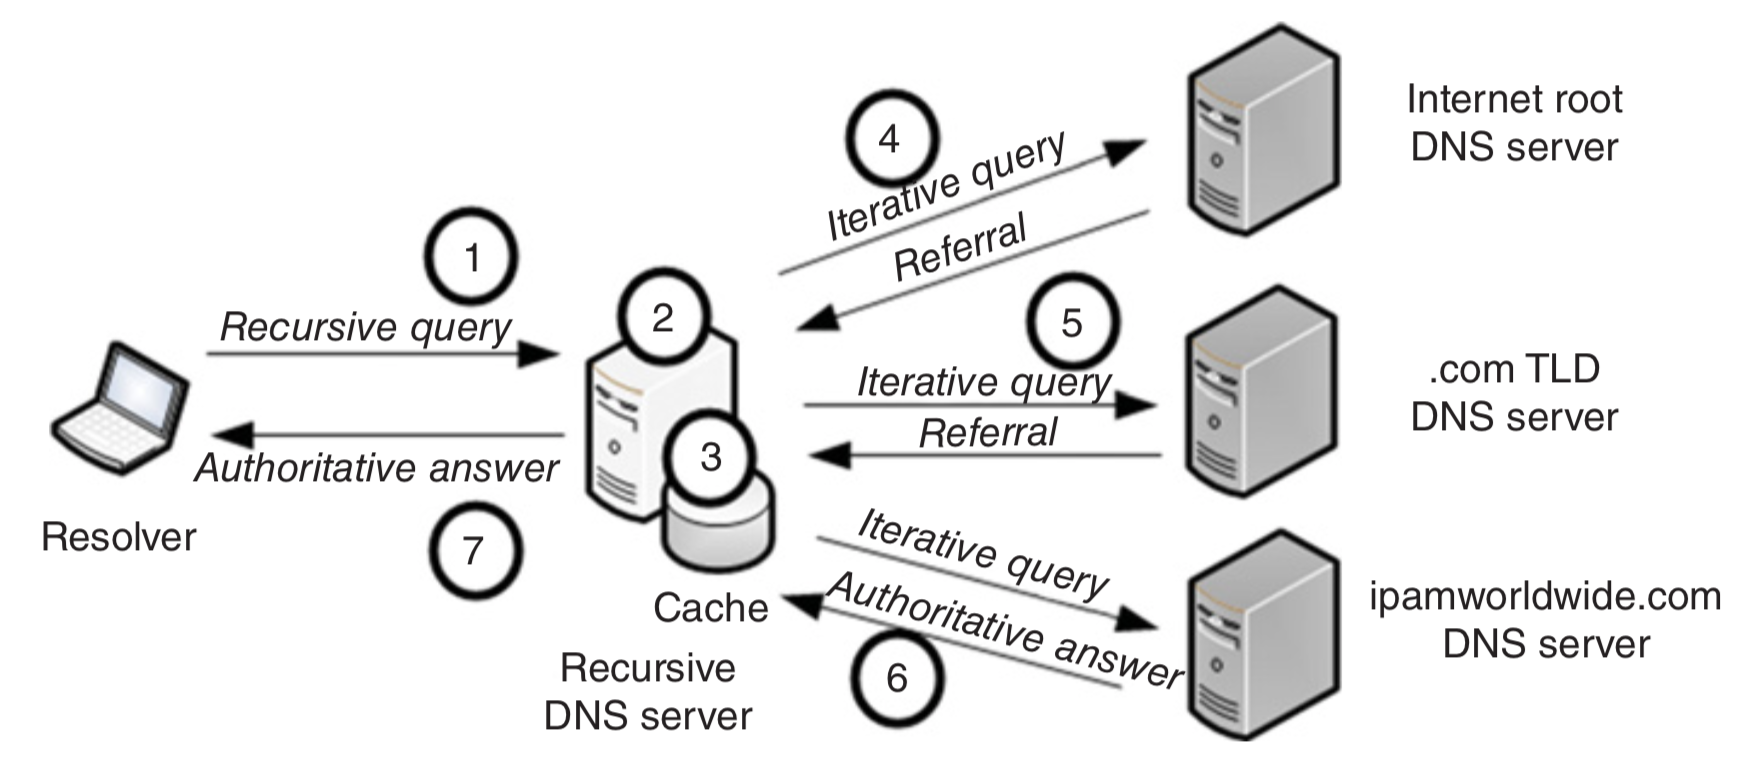 4
Iterative query
Referral
Internet root
DNS server
1
Recursive query
2
5
Iterative query
Referral
.com TLD
DNS server
3
Authoritative answer
Resolver
7
Cache
Recursive
DNS server
Iterative query
Authoritative answer
6
ipamworldwide.com
DNS server